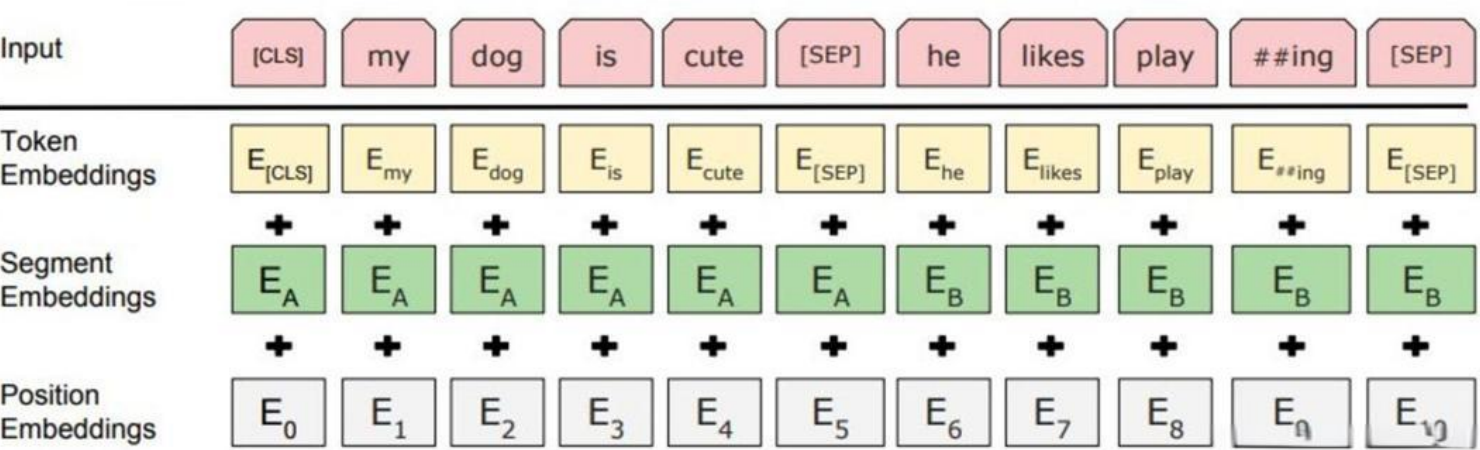 Input [CLS] my dog is cute [SEP] he likes play ##ing [SEP]
Token
Embeddings E[CLS] Emy Edog Eis Ecute E[SEP] Ehe Elikes Eplay E##ing E[SEP]
+ + + + + + + + + + +
Segment
Embeddings EA EA EA EA EA EA EB EB EB EB EB
+ + + + + + + + + + +
Position
Embeddings E0 E1 E2 E3 E4 E5 E6 E7 E8 E E